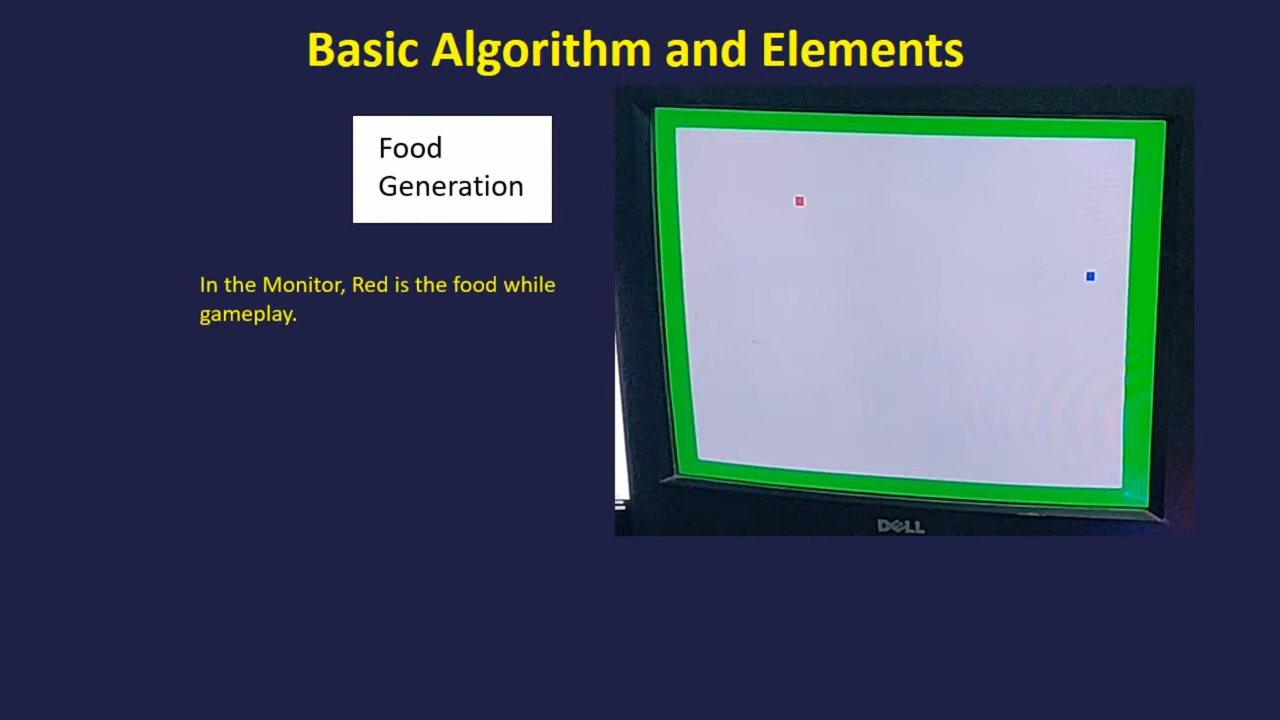 Basic Algorithm and Elements
Food
Generation
In the Monitor, Red is the food while
gameplay.
DELL